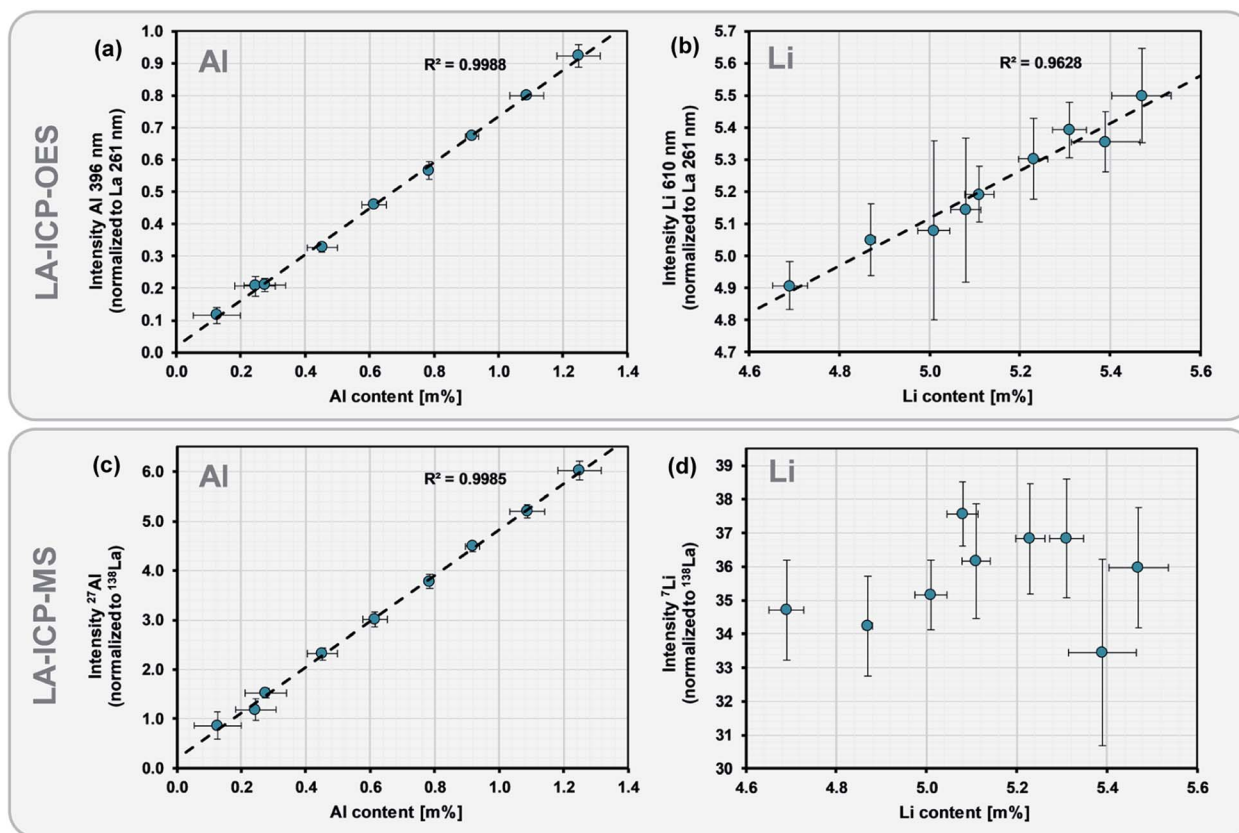 LA-ICP-OES
(a)
Al
R² = 0.9988
Intensity Al 396 nm
(normalized to La 261 nm)
1.0
0.9
0.8
0.7
0.6
0.5
0.4
0.3
0.2
0.1
0.0
0.0 0.2 0.4 0.6 0.8 1.0 1.2 1.4
Al content [m%]
(b)
Li
R² = 0.9628
Intensity Li 610 nm
(normalized to La 261 nm)
5.7
5.6
5.5
5.4
5.3
5.2
5.1
5.0
4.9
4.8
4.7
4.6 4.8 5.0 5.2 5.4 5.6
Li content [m%]
LA-ICP-MS
(c)
Al
R² = 0.9985
Intensity ²⁷Al
(normalized to ¹³⁸La)
6.0
5.0
4.0
3.0
2.0
1.0
0.0
0.0 0.2 0.4 0.6 0.8 1.0 1.2 1.4
Al content [m%]
(d)
Li
Intensity ⁷Li
(normalized to ¹³⁸La)
39
38
37
36
35
34
33
32
31
30
4.6 4.8 5.0 5.2 5.4 5.6
Li content [m%]